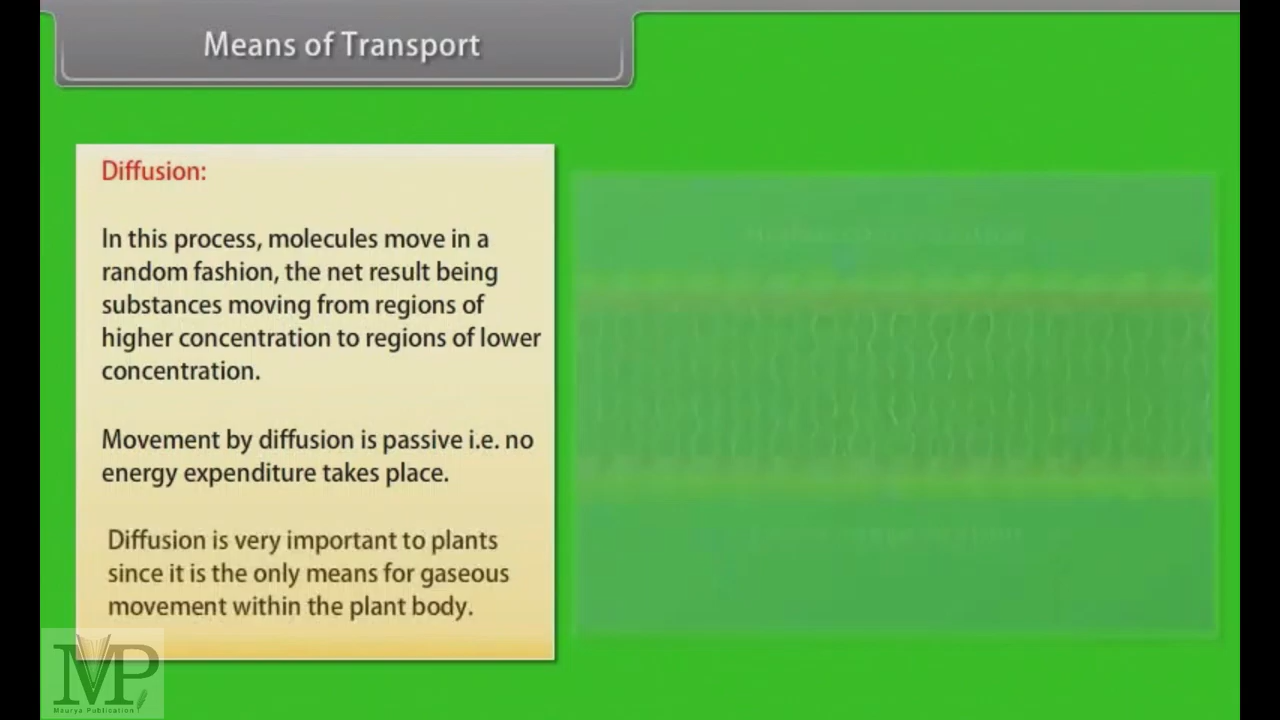 Means of Transport
Diffusion:
In this process, molecules move in a
random fashion, the net result being
substances moving from regions of
higher concentration to regions of lower
concentration.
Movement by diffusion is passive i.e. no
energy expenditure takes place.
Diffusion is very important to plants
since it is the only means for gaseous
movement within the plant body.
MP
Maurya Publication